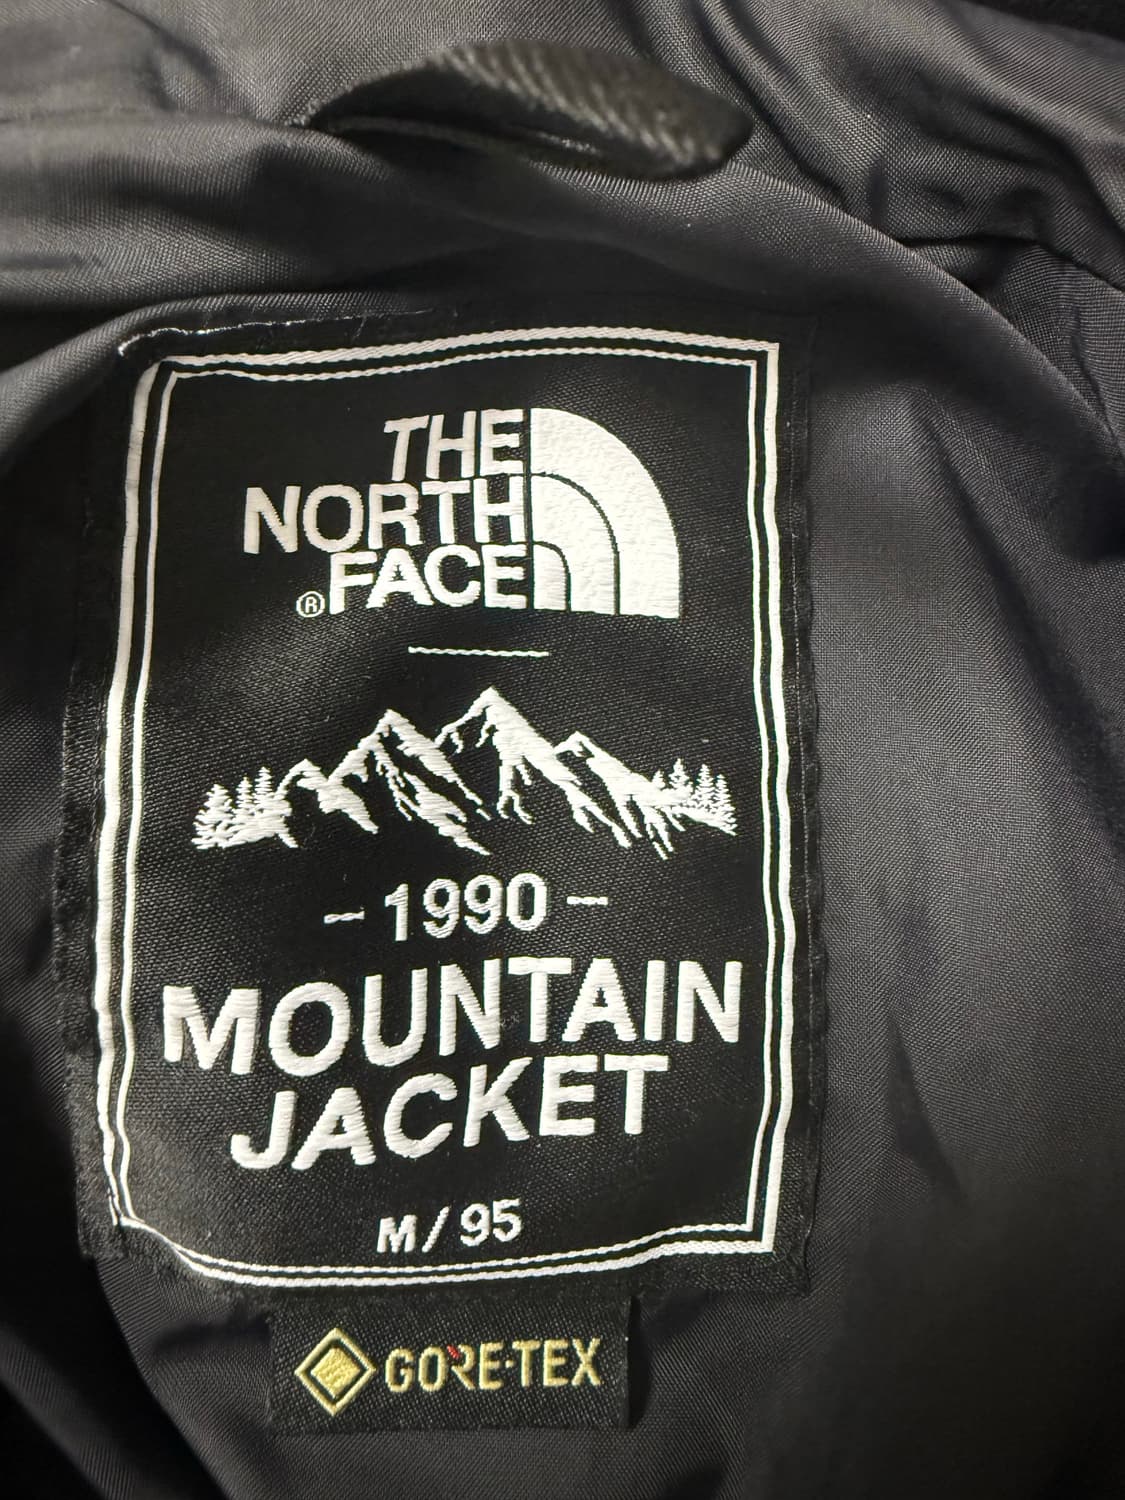 THE
NORTH
®FACE
- 1990 -
MOUNTAIN
JACKET
M/95
GORE-TEX